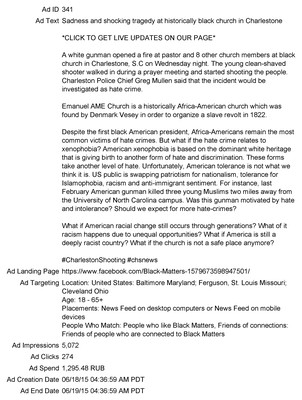 Ad ID 341
Ad Text Sadness and shocking tragedy at historically black church in Charlestone
*CLICK TO GET LIVE UPDATES ON OUR PAGE*
A white gunman opened a fire at pastor and 8 other church members at black
church in Charlestone, S.C on Wednesday night. The young clean-shaved
shooter walked in during a prayer meeting and started shooting the people.
Charleston Police Chief Greg Mullen said that the incident would be
investigated as hate crime.
Emanuel AME Church is a historically Africa-American church which was
found by Denmark Vesey in order to organize a slave revolt in 1822.
Despite the first black American president, Africa-Americans remain the most
common victims of hate crimes. But what if the hate crime relates to
xenophobia? American xenophobia is based on the dominant white heritage
that is giving birth to another form of hate and discrimination. These forms
take another level of hate. Unfortunately, American tolerance is not what we
think it is. US public is swapping patriotism for nationalism, tolerance for
Islamophobia, racism and anti-immigrant sentiment. For instance, last
February American gunman killed three young Muslims two miles away from
the University of North Carolina campus. Was this gunman motivated by hate
and intolerance? Should we expect for more hate-crimes?
What if American racial change still occurs through generations? What of it
racism happens due to unequal opportunities? What if America is still a
deeply racist country? What if the church is not a safe place anymore?
#CharlestonShooting #chsnews
Ad Landing Page https://www.facebook.com/Black-Matters-1579673598947501/
Ad Targeting Location: United States: Baltimore Maryland; Ferguson, St. Louis Missouri;
Cleveland Ohio
Age: 18 - 65+
Placements: News Feed on desktop computers or News Feed on mobile
devices
People Who Match: People who like Black Matters, Friends of connections:
Friends of people who are connected to Black Matters
Ad Impressions 5,072
Ad Clicks 274
Ad Spend 1,295.48 RUB
Ad Creation Date 06/18/15 04:36:59 AM PDT
Ad End Date 06/19/15 04:36:59 AM PDT